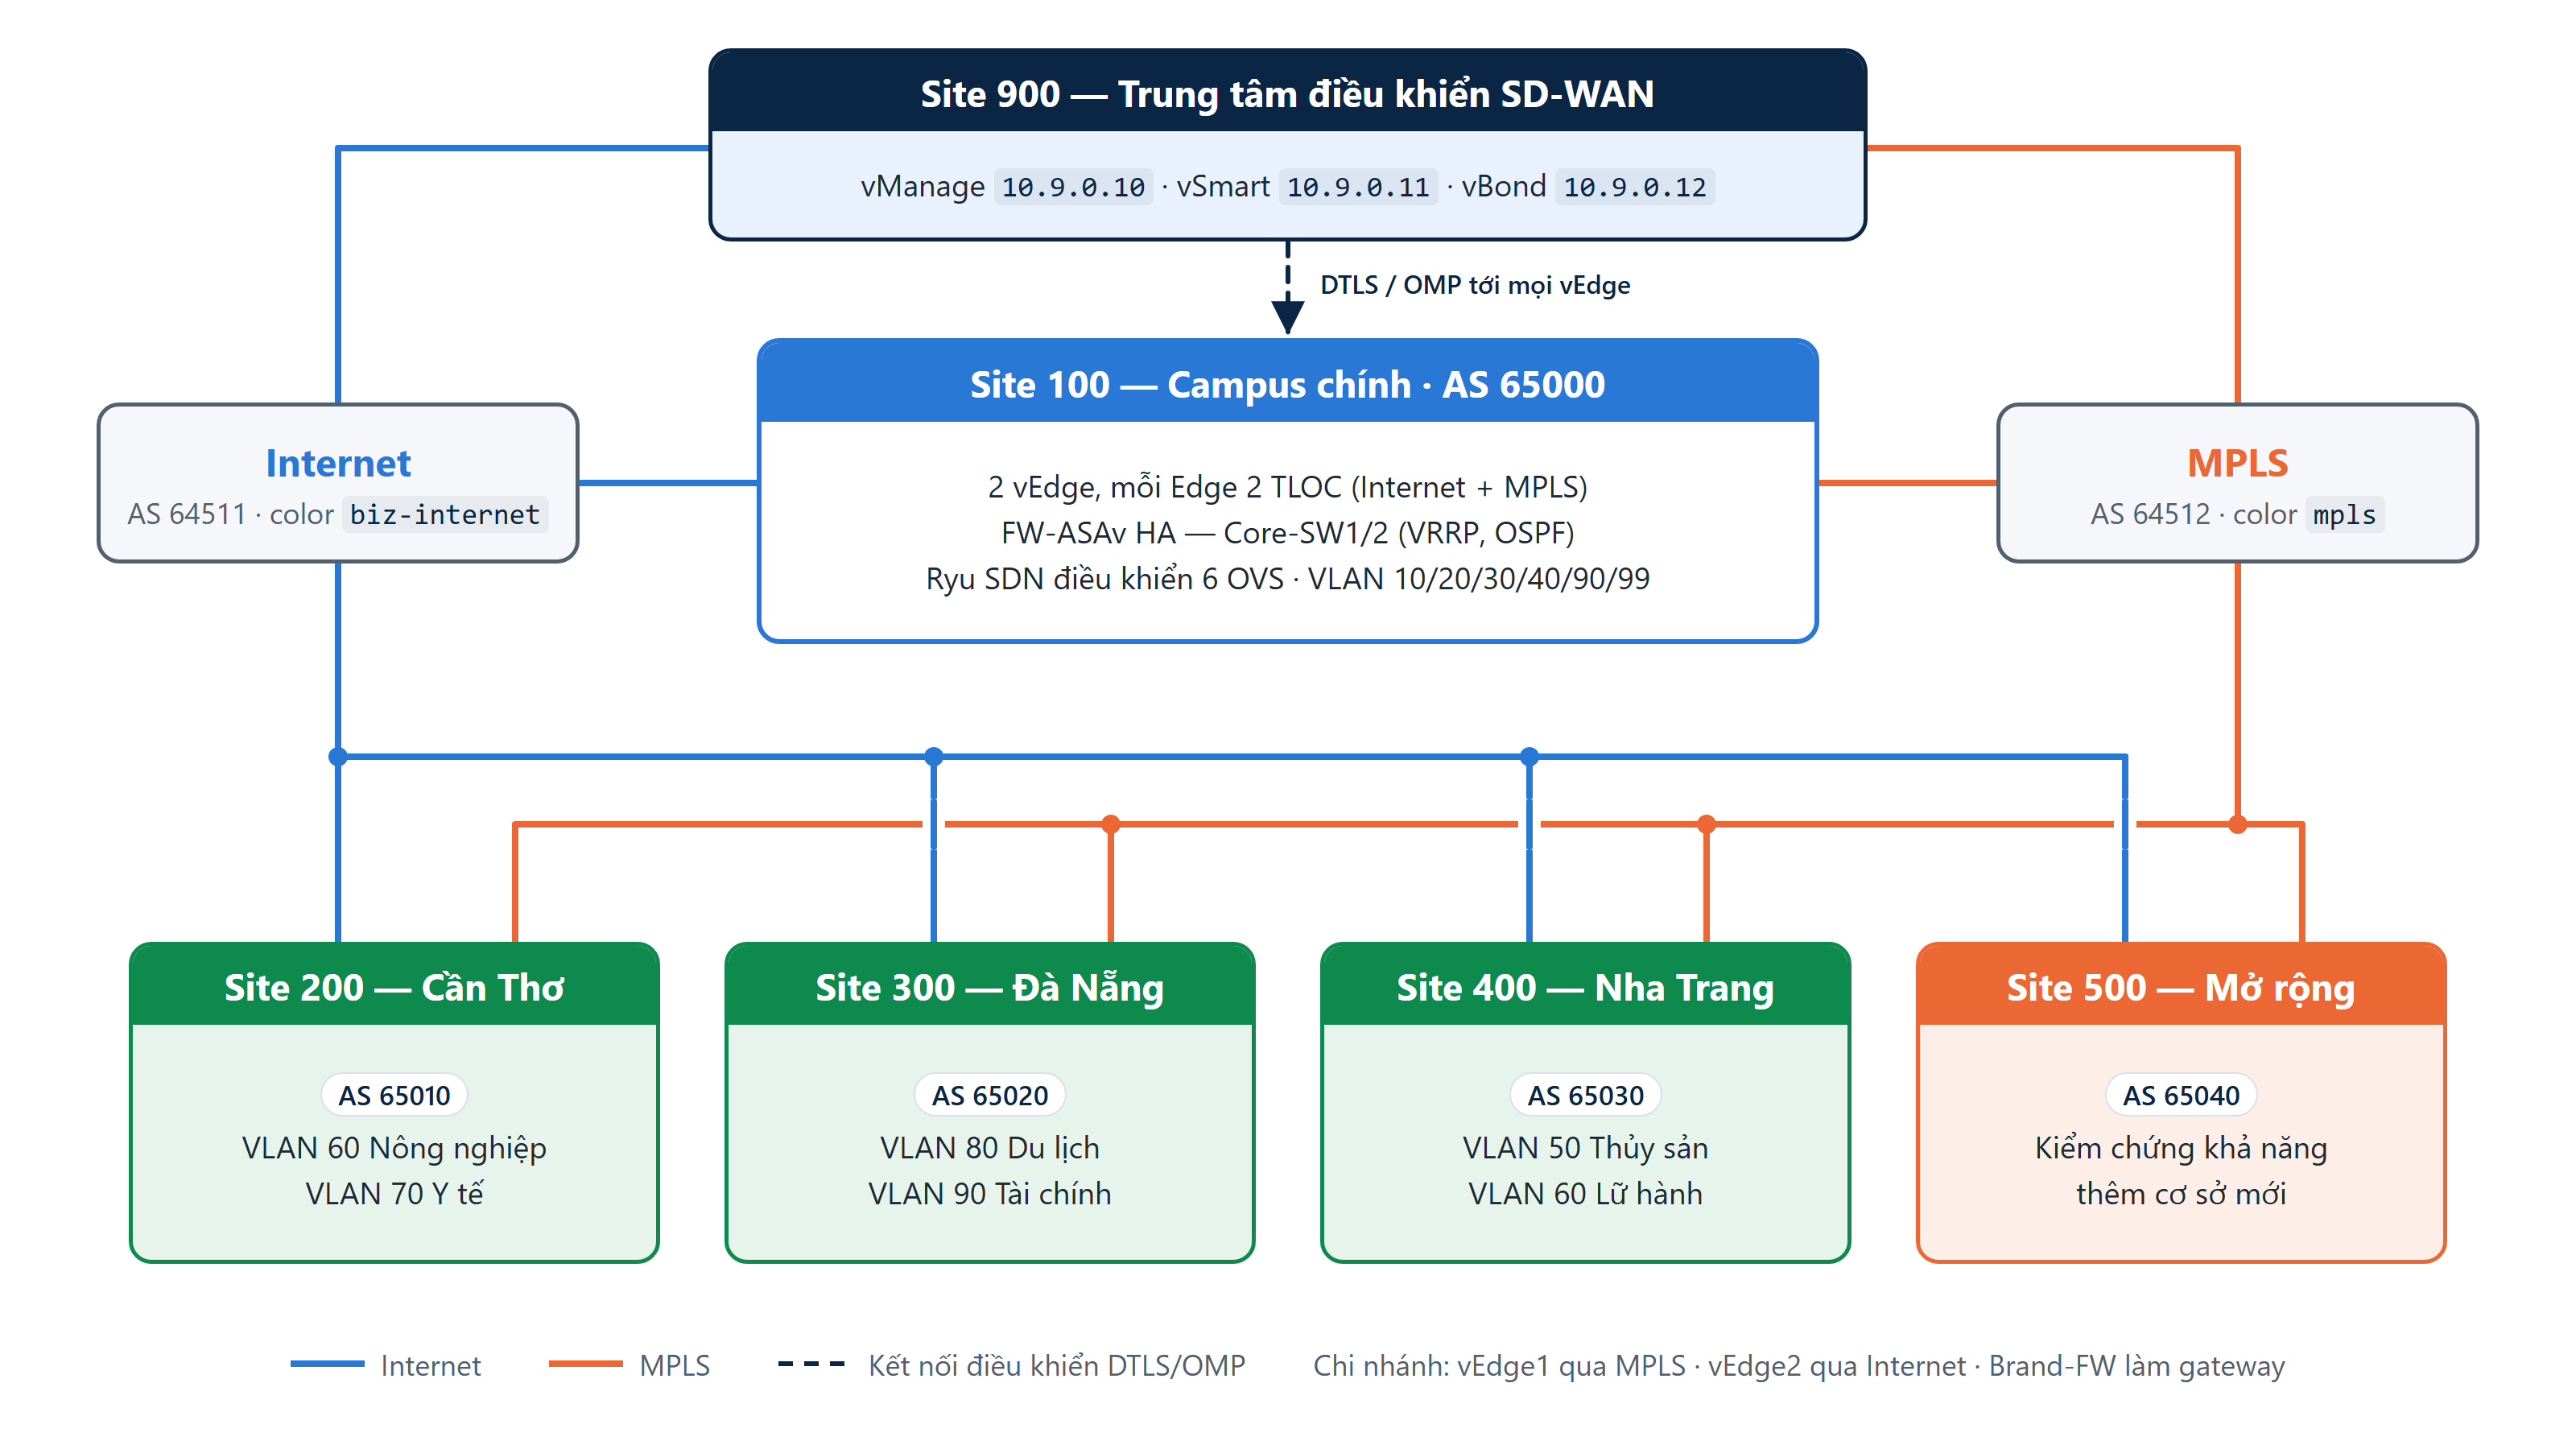 Site 900 — Trung tâm điều khiển SD-WAN
vManage 10.9.0.10 · vSmart 10.9.0.11 · vBond 10.9.0.12
DTLS / OMP tới mọi vEdge
Site 100 — Campus chính · AS 65000
2 vEdge, mỗi Edge 2 TLOC (Internet + MPLS)
FW-ASAv HA — Core-SW1/2 (VRRP, OSPF)
Ryu SDN điều khiển 6 OVS · VLAN 10/20/30/40/90/99
Internet
AS 64511 · color biz-internet
MPLS
AS 64512 · color mpls
Site 200 — Cần Thơ
AS 65010
VLAN 60 Nông nghiệp
VLAN 70 Y tế
Site 300 — Đà Nẵng
AS 65020
VLAN 80 Du lịch
VLAN 90 Tài chính
Site 400 — Nha Trang
AS 65030
VLAN 50 Thủy sản
VLAN 60 Lữ hành
Site 500 — Mở rộng
AS 65040
Kiểm chứng khả năng
thêm cơ sở mới
Internet
MPLS
Kết nối điều khiển DTLS/OMP
Chi nhánh: vEdge1 qua MPLS · vEdge2 qua Internet · Brand-FW làm gateway